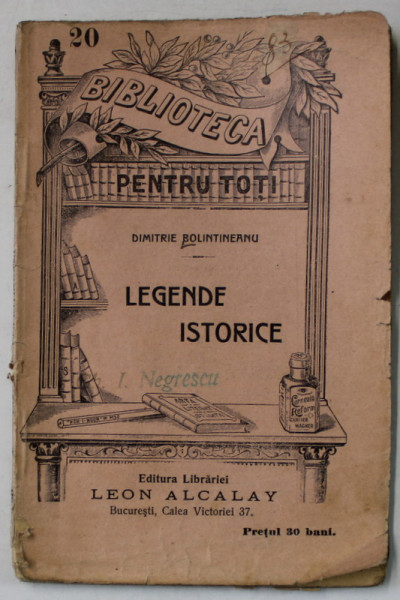 20
83
BIBLIOTECA
PENTRU TOȚI
DIMITRIE BOLINTINEANU
LEGENDE
ISTORICE
I. Negrescu
Editura Librăriei
LEON ALCALAY
București, Calea Victoriei 37.
Prețul 30 bani.